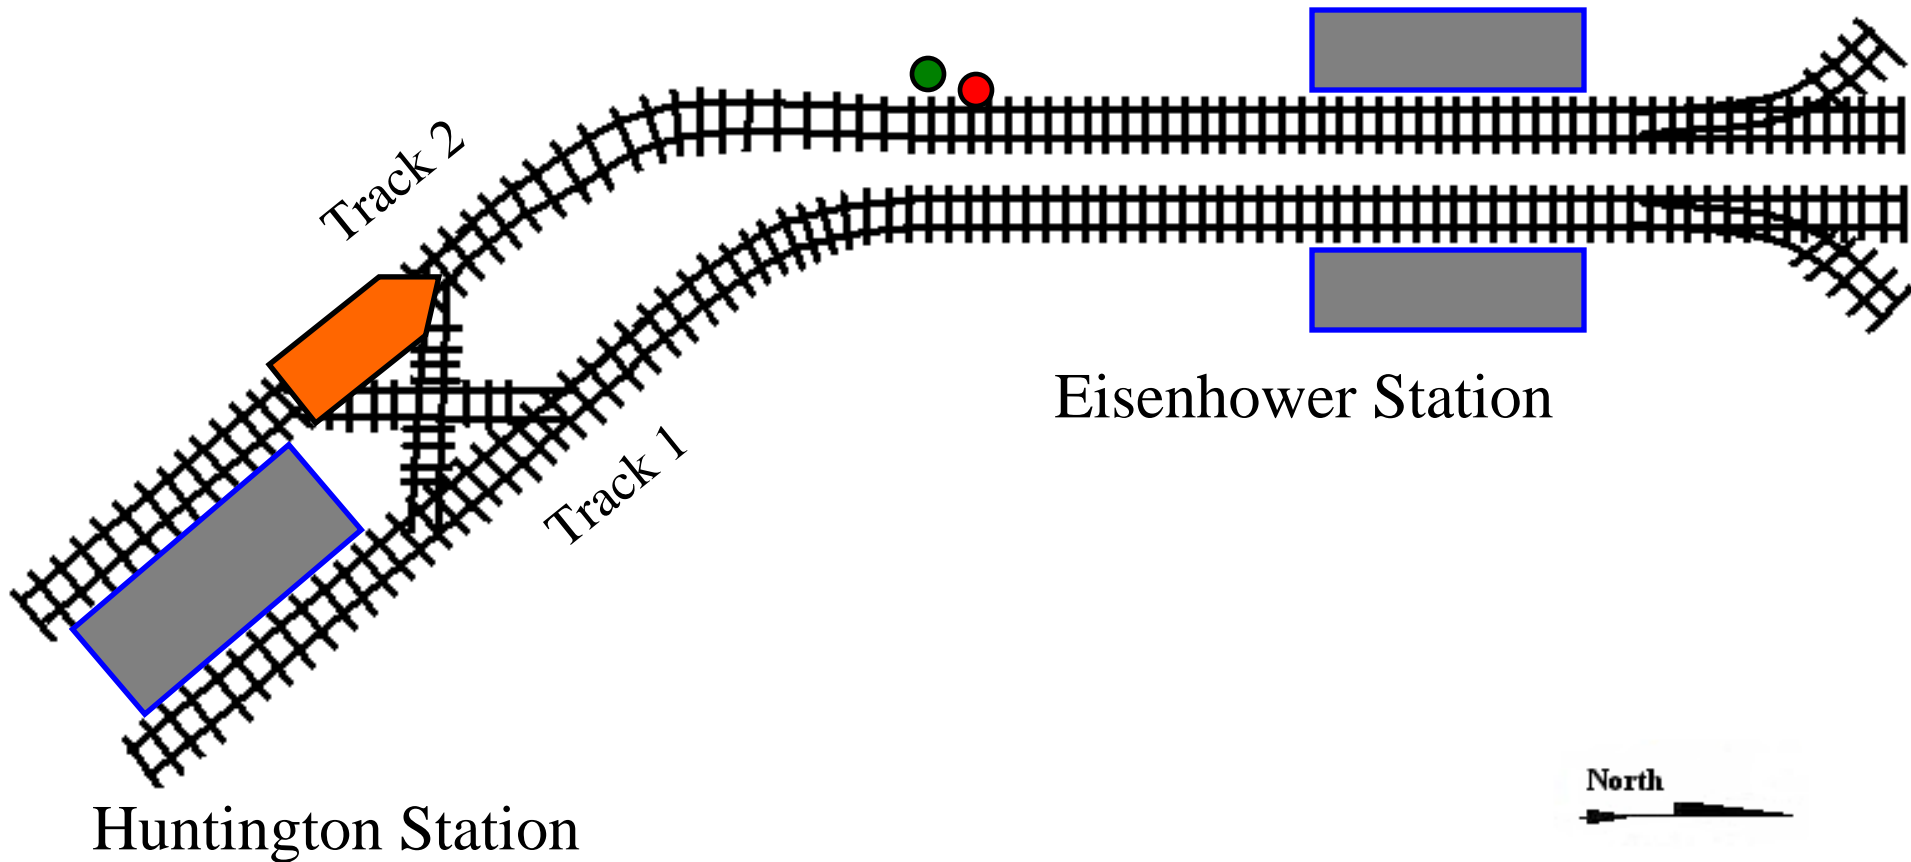 Track 2
Eisenhower Station
Track 1
North
Huntington Station